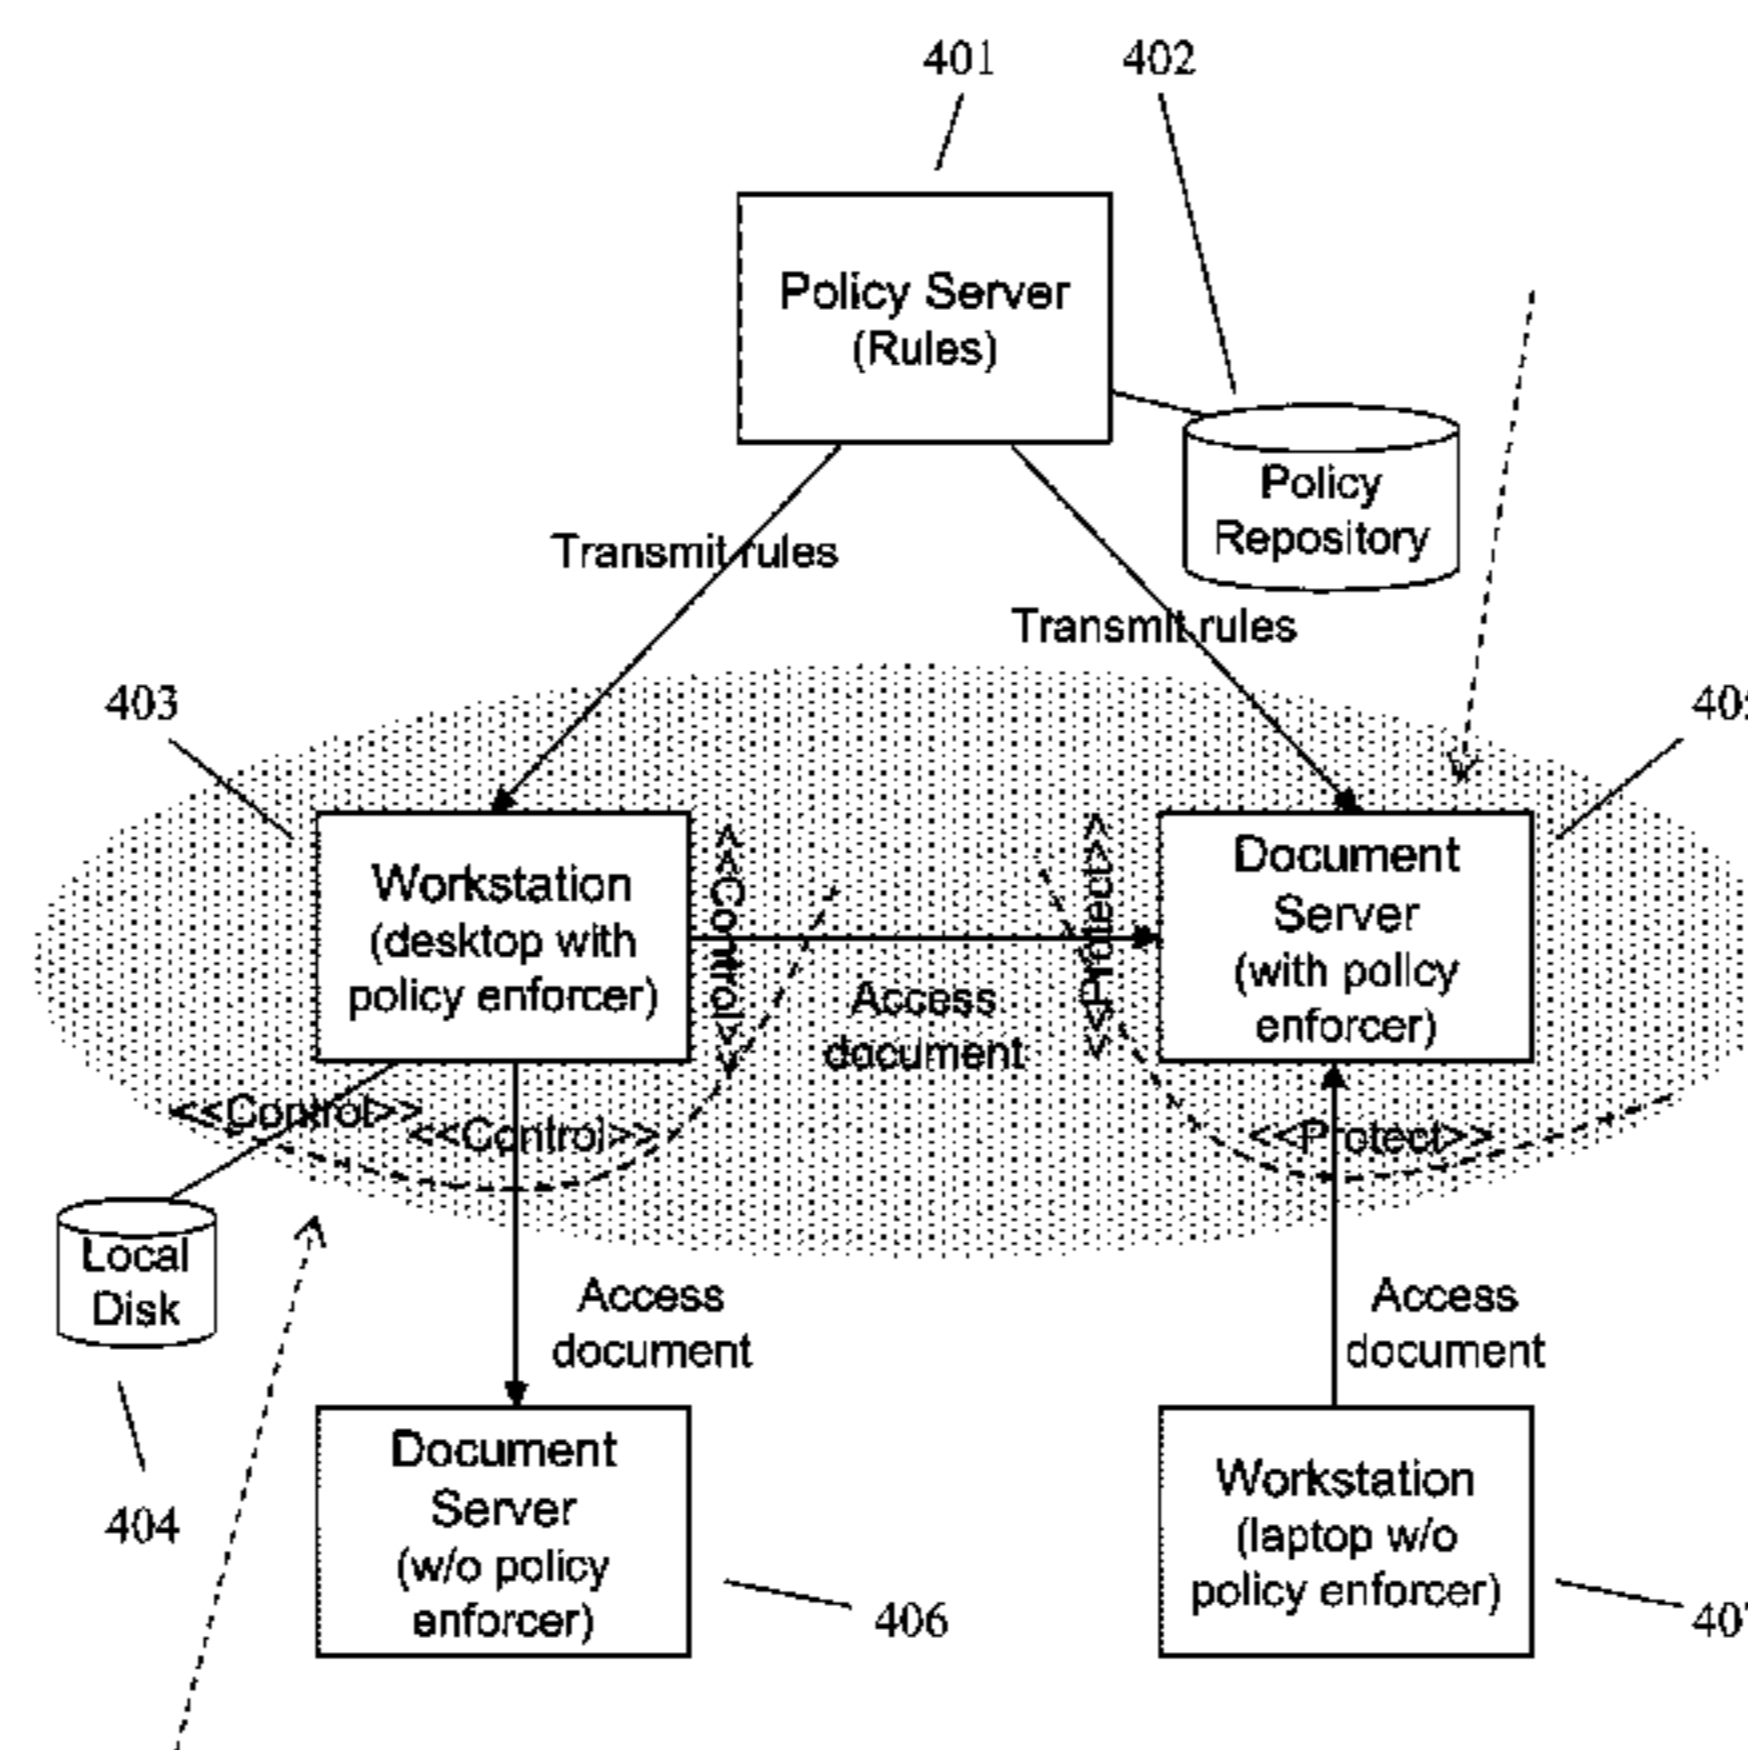 401
402
Policy Server
(Rules)
Policy
Repository
Transmit rules
Transmit rules
403
405
Workstation
(desktop with
policy enforcer)
<<Control>>
<<Protect>>
Document
Server
(with policy
enforcer)
Access
document
<<Control>>
<<Control>>
<<Protect>>
Local
Disk
Access
document
Access
document
404
Document
Server
(w/o policy
enforcer)
406
Workstation
(laptop w/o
policy enforcer)